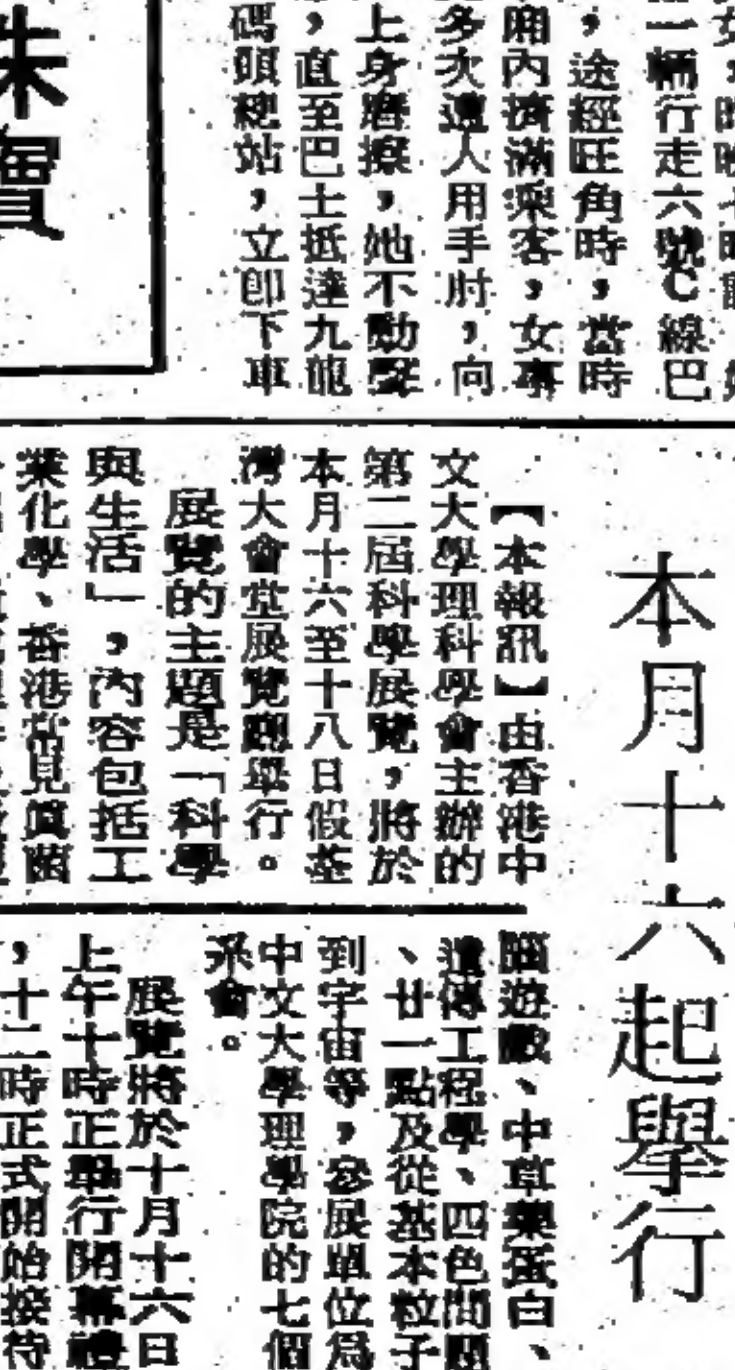 一輛行走六號C線巴
，途經旺角時，當時
廂內擠滿乘客，女事
多次遭人用手肘，向
上身磨擦，她不動聲
，直至巴士抵達九龍
碼頭總站，立即下車
珠寶
本月十六起舉行
【本報訊】由香港中
文大學理科學會主辦的
第二屆科學展覽，將於
本月十六至十八日假荃
灣大會堂展覽廳舉行。
展覽的主題是「科學
與生活」，內容包括工
業化學、香港常見真菌
腦遊戲、中草藥蛋白、
遺傳工程學、四色問題
、廿一點及從基本粒子
到宇宙等，參展單位為
中文大學理學院的七個
系會。
展覽將於十月十六日
上午十時正舉行開幕禮
，十二時正式開始接待